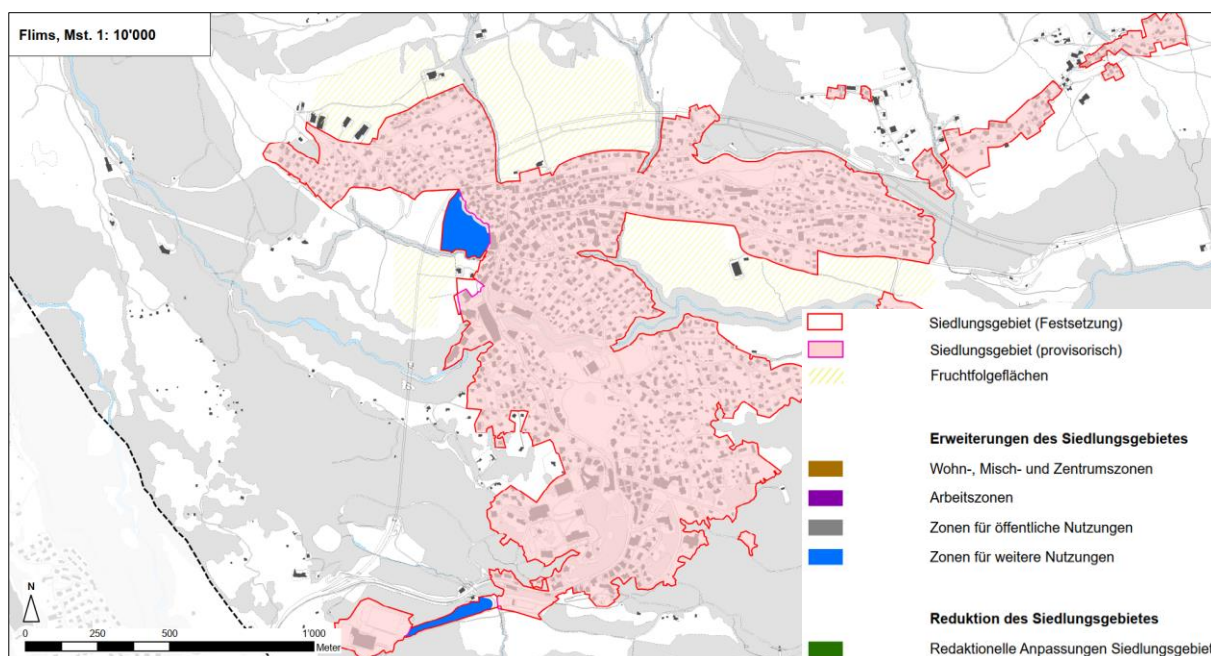 Flims, Mst. 1: 10'000
Siedlungsgebiet (Festsetzung)
Siedlungsgebiet (provisorisch)
Fruchtfolgeflächen
Erweiterungen des Siedlungsgebietes
Wohn-, Misch- und Zentrumszonen
Arbeitszonen
Zonen für öffentliche Nutzungen
Zonen für weitere Nutzungen
Reduktion des Siedlungsgebietes
Redaktionelle Anpassungen Siedlungsgebiet
N
0 250 500 1'000
Meter